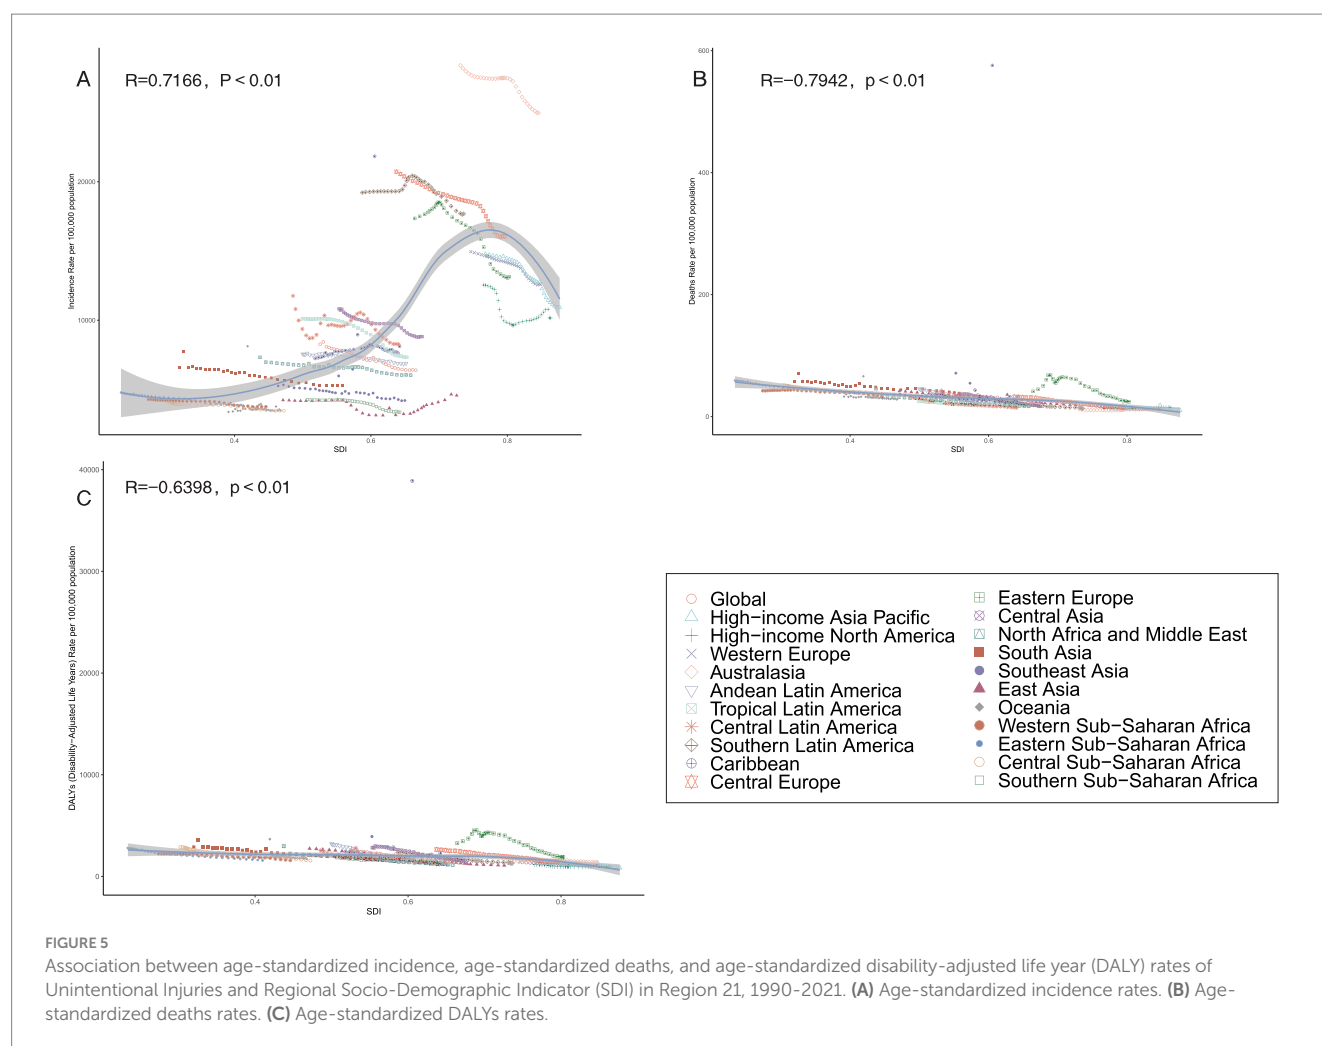 A
R=0.7166, P<0.01
Incidence Rate per 100,000 population
20000
10000
0.4
0.6
0.8
SDI
B
R=−0.7942, p<0.01
Deaths Rate per 100,000 population
600
400
200
0
0.4
0.6
0.8
SDI
C
R=−0.6398, p<0.01
DALYs (Disability−Adjusted Life Years) Rate per 100,000 population
40000
30000
20000
10000
0
0.4
0.6
0.8
SDI
Global
High−income Asia Pacific
High−income North America
Western Europe
Australasia
Andean Latin America
Tropical Latin America
Central Latin America
Southern Latin America
Caribbean
Central Europe
Eastern Europe
Central Asia
North Africa and Middle East
South Asia
Southeast Asia
East Asia
Oceania
Western Sub−Saharan Africa
Eastern Sub−Saharan Africa
Central Sub−Saharan Africa
Southern Sub−Saharan Africa
FIGURE 5
Association between age-standardized incidence, age-standardized deaths, and age-standardized disability-adjusted life year (DALY) rates of
Unintentional Injuries and Regional Socio-Demographic Indicator (SDI) in Region 21, 1990-2021. (A) Age-standardized incidence rates. (B) Age-
standardized deaths rates. (C) Age-standardized DALYs rates.